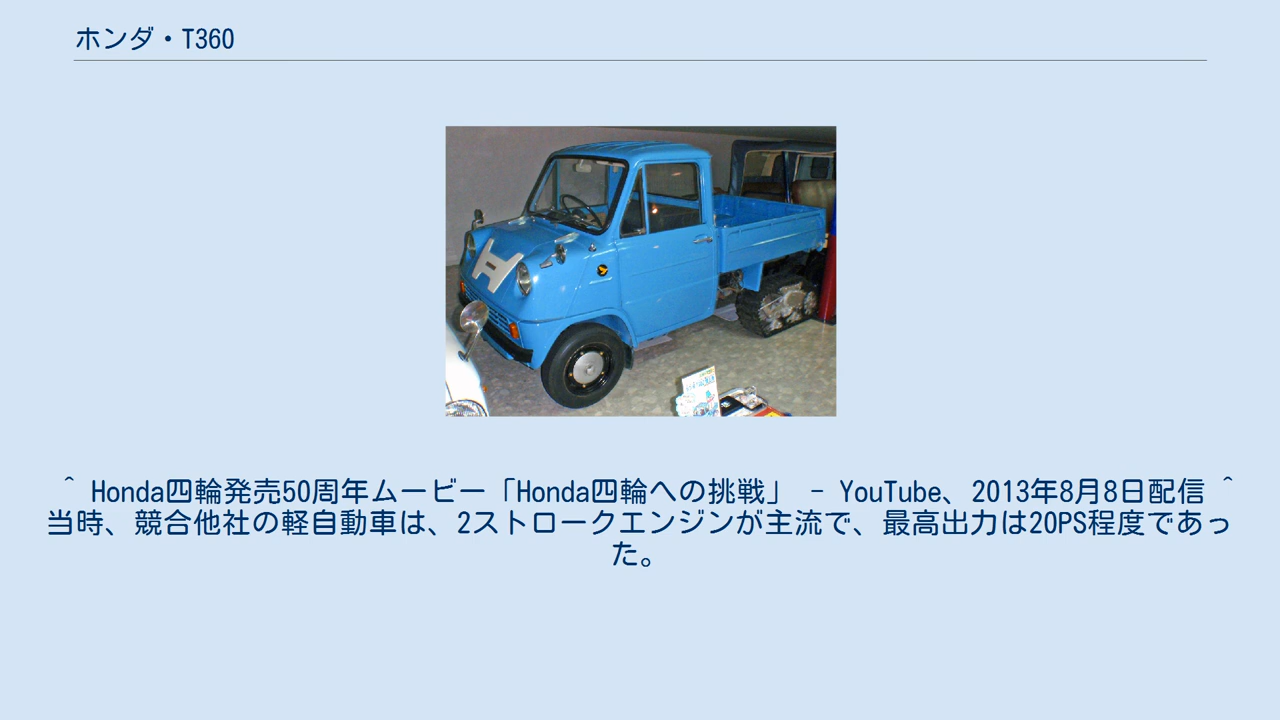 ホンダ・T360
^ Honda四輪発売50周年ムービー「Honda四輪への挑戦」 - YouTube、2013年8月8日配信 ^
当時、競合他社の軽自動車は、2ストロークエンジンが主流で、最高出力は20PS程度であっ
た。